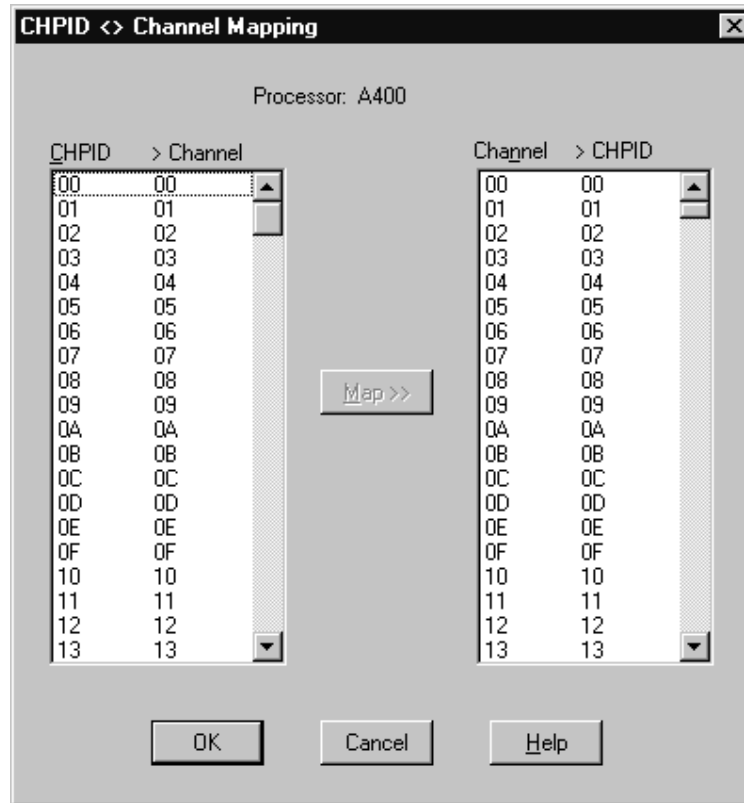 CHPID <> Channel Mapping
Processor: A400
CHPID > Channel
00 00
01 01
02 02
03 03
04 04
05 05
06 06
07 07
08 08
09 09
0A 0A
0B 0B
0C 0C
0D 0D
0E 0E
0F 0F
10 10
11 11
12 12
13 13
Map >>
Channel > CHPID
00 00
01 01
02 02
03 03
04 04
05 05
06 06
07 07
08 08
09 09
0A 0A
0B 0B
0C 0C
0D 0D
0E 0E
0F 0F
10 10
11 11
12 12
13 13
OK
Cancel
Help